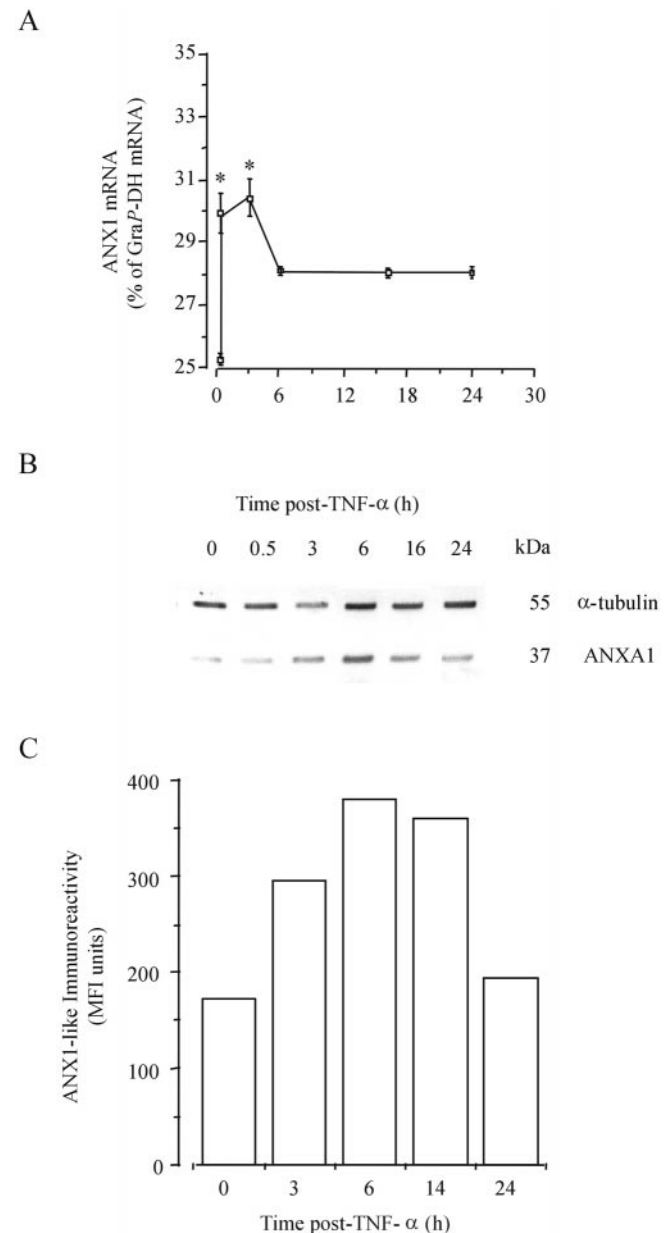 A
ANX1 mRNA
(% of GraP-DH mRNA)
35
33
31
29
27
25
* *
0 6 12 18 24 30
B
Time post-TNF-α (h)
0 0.5 3 6 16 24 kDa
55 α-tubulin
37 ANXA1
C
ANX1-like Immunoreactivity
(MFI units)
400
300
200
100
0
0 3 6 14 24
Time post-TNF- α (h)